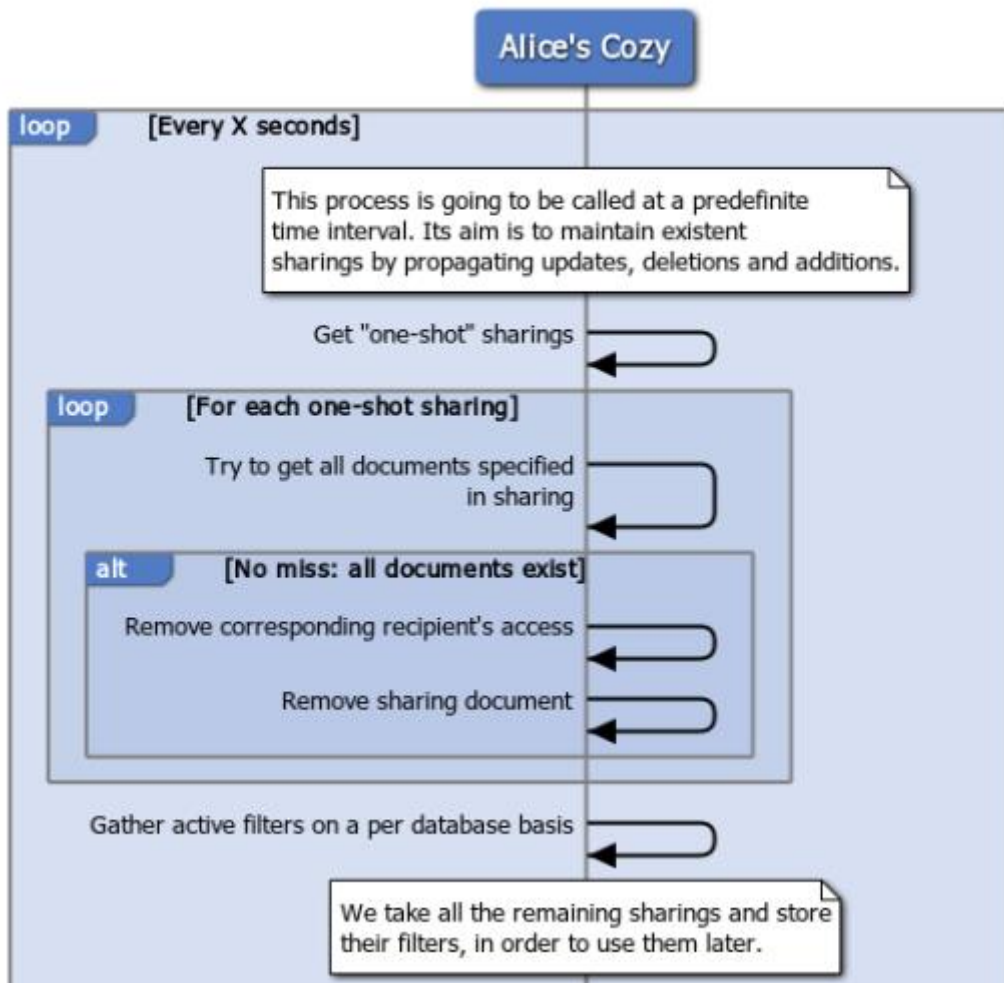 Alice's Cozy
loop [Every X seconds]
This process is going to be called at a predefinite
time interval. Its aim is to maintain existent
sharings by propagating updates, deletions and additions.
Get "one-shot" sharings
loop [For each one-shot sharing]
Try to get all documents specified
in sharing
alt [No miss: all documents exist]
Remove corresponding recipient's access
Remove sharing document
Gather active filters on a per database basis
We take all the remaining sharings and store
their filters, in order to use them later.